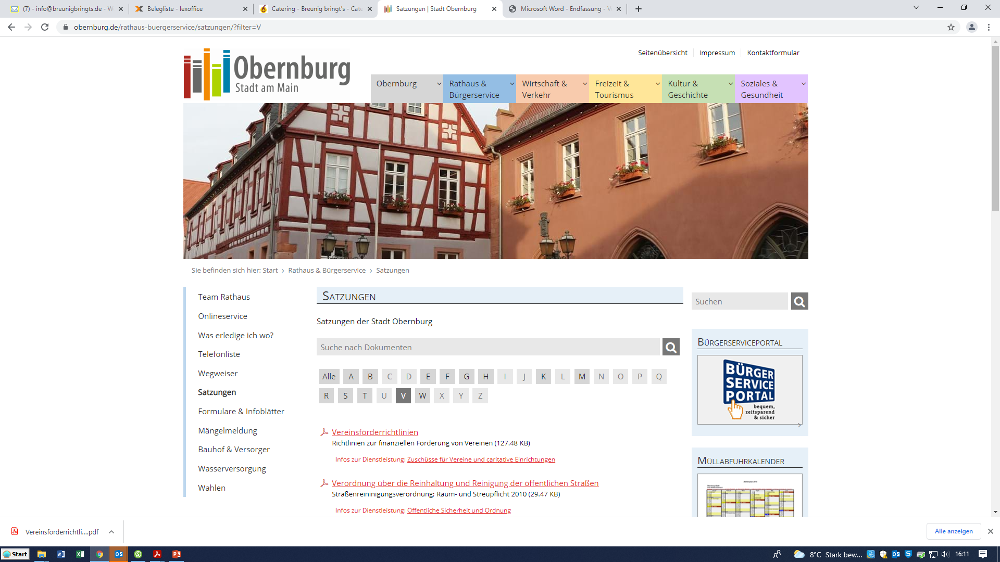 (7) - info@breunigbringts.de - W
Belegliste - lexoffice
Catering - Breunig bringt's - Cate
Satzungen | Stadt Obernburg
Microsoft Word - Endfassung - V
obernburg.de/rathaus-buergerservice/satzungen/?filter=V
Seitenübersicht
Impressum
Kontaktformular
Obernburg
Stadt am Main
Obernburg
Rathaus & Bürgerservice
Wirtschaft & Verkehr
Freizeit & Tourismus
Kultur & Geschichte
Soziales & Gesundheit
Sie befinden sich hier: Start > Rathaus & Bürgerservice > Satzungen
Team Rathaus
Onlineservice
Was erledige ich wo?
Telefonliste
Wegweiser
Satzungen
Formulare & Infoblätter
Mängelmeldung
Bauhof & Versorger
Wasserversorgung
Wahlen
Satzungen
Satzungen der Stadt Obernburg
Suche nach Dokumenten
Alle A B C D E F G H I J K L M N O P Q
R S T U V W X Y Z
Vereinsförderrichtlinien
Richtlinien zur finanziellen Förderung von Vereinen (127.48 KB)
Infos zur Dienstleistung: Zuschüsse für Vereine und caritative Einrichtungen
Verordnung über die Reinhaltung und Reinigung der öffentlichen Straßen
Straßenreininigungsverordnung; Räum- und Streupflicht 2010 (29.47 KB)
Infos zur Dienstleistung: Öffentliche Sicherheit und Ordnung
Suchen
Bürgerserviceportal
BÜRGER
SERVICE
PORTAL
bequem,
zeitsparend
& sicher
Müllabfuhrkalender
Vereinsförderrichtli....pdf
Alle anzeigen
Start
8°C Stark bew...
16:11